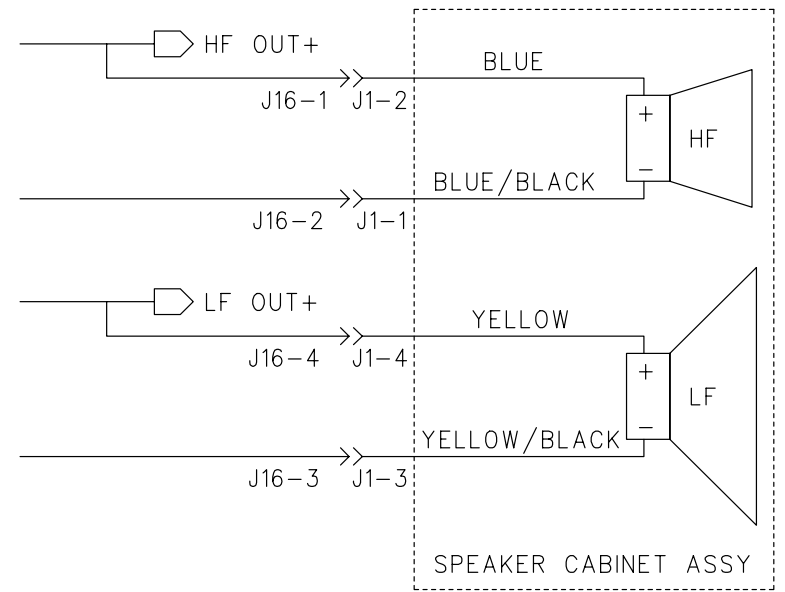 HF OUT+
BLUE
J16-1 J1-2
+
HF
-
BLUE/BLACK
J16-2 J1-1
LF OUT+
YELLOW
J16-4 J1-4
+
LF
-
YELLOW/BLACK
J16-3 J1-3
SPEAKER CABINET ASSY